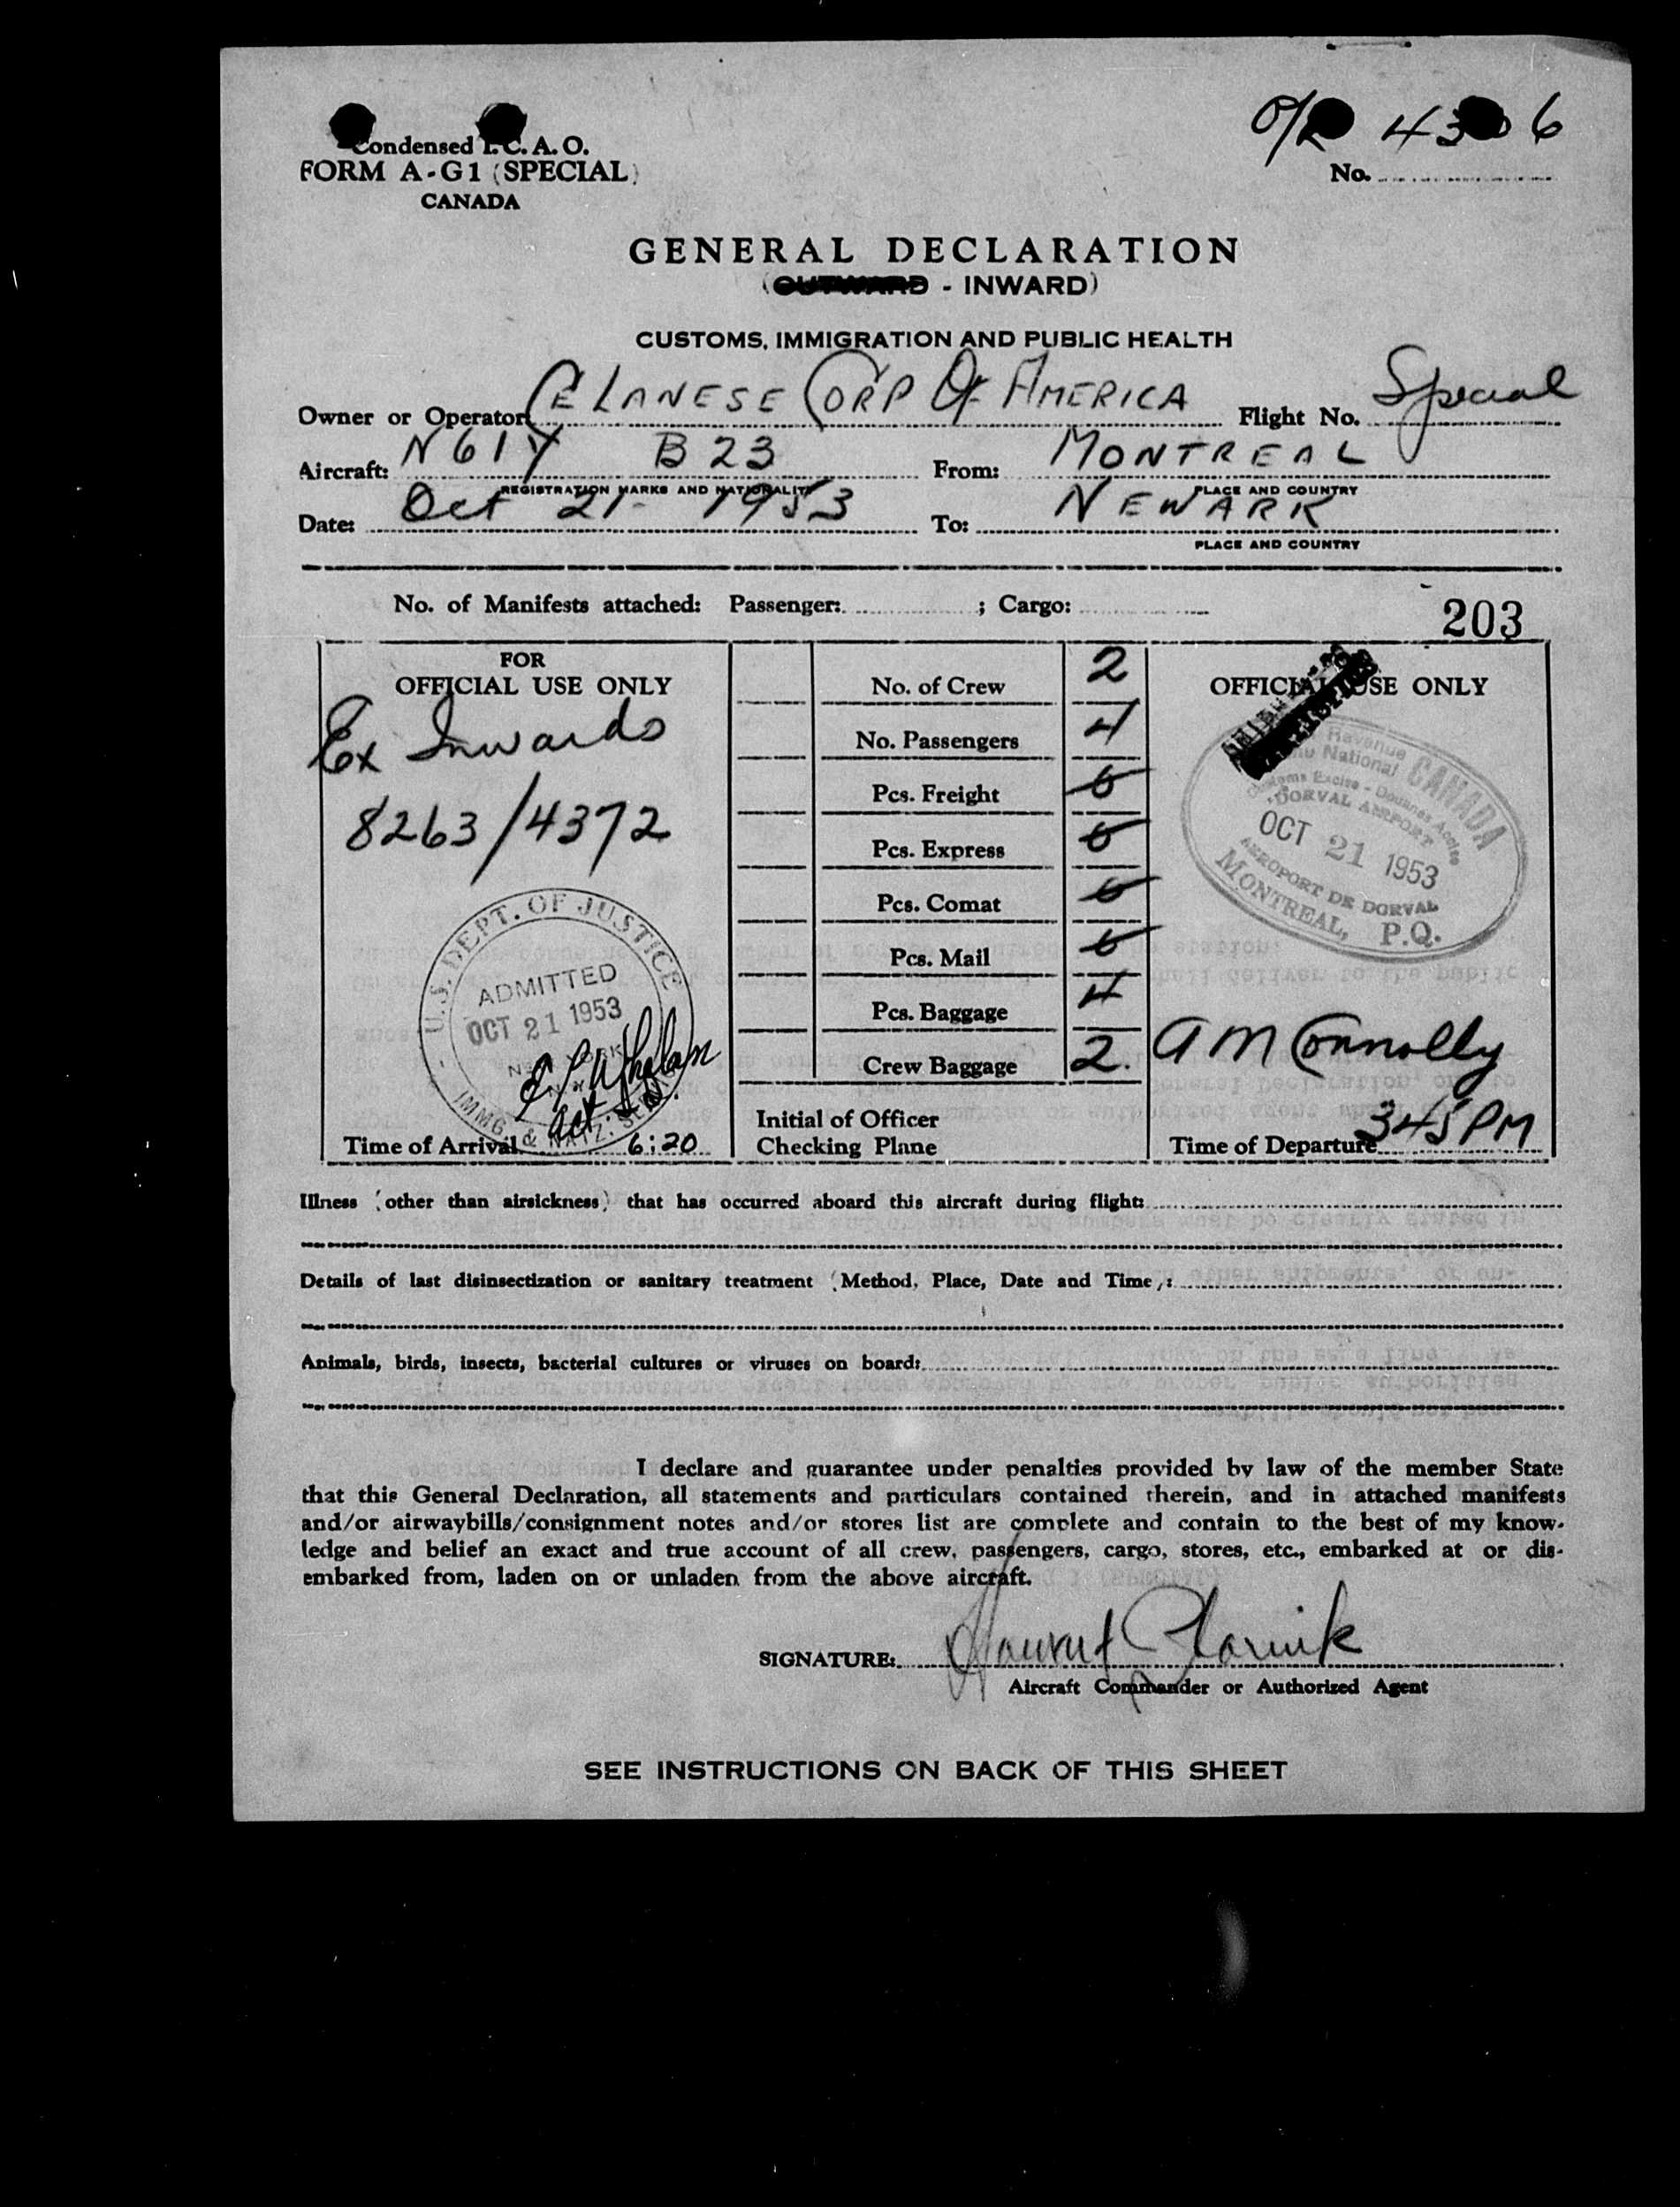 Condensed I.C.A.O.
FORM A-G1 (SPECIAL)
CANADA
O/R 4306
No.
GENERAL DECLARATION
(OUTWARD - INWARD)
CUSTOMS, IMMIGRATION AND PUBLIC HEALTH
Owner or Operator CELANESE CORP OF AMERICA Flight No. Special
Aircraft: N61Y B23 From: MONTREAL
REGISTRATION MARKS AND NATIONALITY PLACE AND COUNTRY
Date: Oct 21- 1953 To: NEWARK
PLACE AND COUNTRY
No. of Manifests attached: Passenger: ; Cargo:
203
FOR
OFFICIAL USE ONLY
Ex Inwards
8263/4372
U.S. DEPT. OF JUSTICE
ADMITTED
OCT 21 1953
IMMG. & NATZ. SERV.
Time of Arrival 6:20
No. of Crew 2
No. Passengers 4
Pcs. Freight 0
Pcs. Express 0
Pcs. Comat 0
Pcs. Mail 0
Pcs. Baggage 4
Crew Baggage 2.
Initial of Officer
Checking Plane
OFFICIAL USE ONLY
Revenue
National
CANADA
Customs Excise - Douanes Accise
DORVAL AIRPORT
OCT 21 1953
AEROPORT DE DORVAL
MONTREAL, P.Q.
A M Connolly
Time of Departure 345 PM
Illness (other than airsickness) that has occurred aboard this aircraft during flight:
Details of last disinsectization or sanitary treatment (Method, Place, Date and Time):
Animals, birds, insects, bacterial cultures or viruses on board:
I declare and guarantee under penalties provided by law of the member State
that this General Declaration, all statements and particulars contained therein, and in attached manifests
and/or airwaybills/consignment notes and/or stores list are complete and contain to the best of my know-
ledge and belief an exact and true account of all crew, passengers, cargo, stores, etc., embarked at or dis-
embarked from, laden on or unladen from the above aircraft.
SIGNATURE:
Aircraft Commander or Authorized Agent
SEE INSTRUCTIONS ON BACK OF THIS SHEET